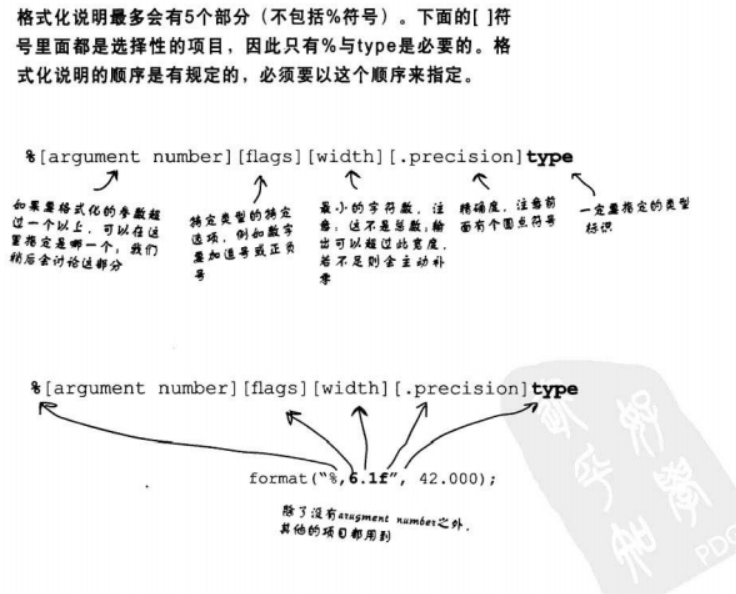 格式化说明最多会有5个部分（不包括%符号）。下面的[ ]符
号里面都是选择性的项目，因此只有%与type是必要的。格
式化说明的顺序是有规定的，必须要以这个顺序来指定。
%[argument number][flags][width][.precision]type
如果要格式化的参数超
过一个以上，可以在这
里指定是哪一个，我们
稍后会讨论这部分
特定类型的特定
选项，例如数字
要加逗号或正负
号
最小的字符数，注
意：这不是总数；输
出可以超过此宽度，
若不足则会主动补
零
精确度，注意前
面有个圆点符号
一定要指定的类型
标识
%[argument number][flags][width][.precision]type
format("%,6.1f", 42.000);
除了没有arugment number之外，
其他的项目都用到
PDG